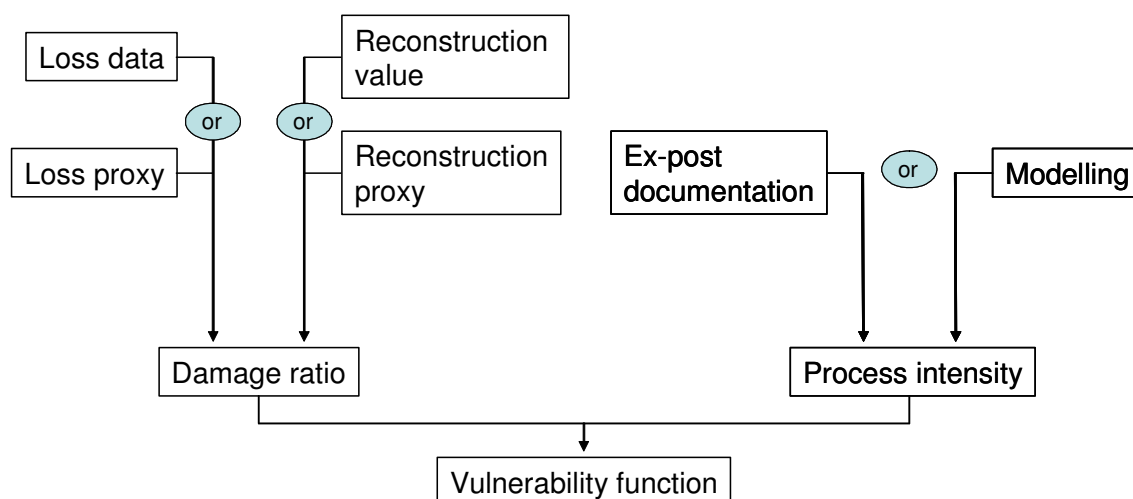 Loss data
Reconstruction
value
or
or
Loss proxy
Reconstruction
proxy
Ex-post
documentation
or
Modelling
Damage ratio
Process intensity
Vulnerability function